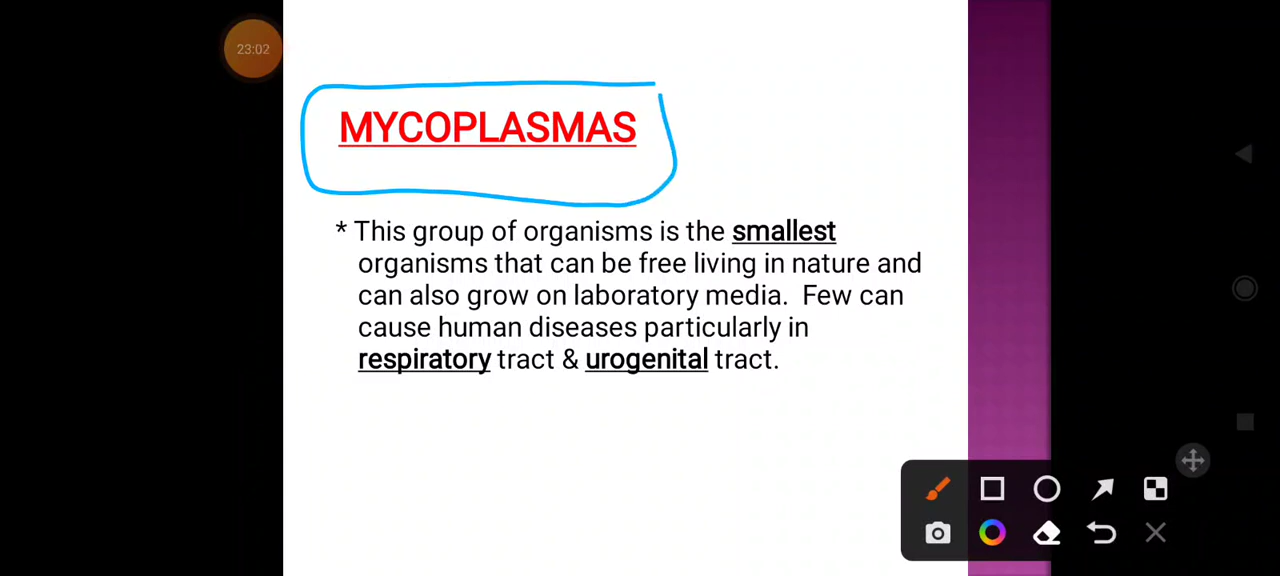 23:02
MYCOPLASMAS
* This group of organisms is the smallest
organisms that can be free living in nature and
can also grow on laboratory media.  Few can
cause human diseases particularly in
respiratory tract & urogenital tract.